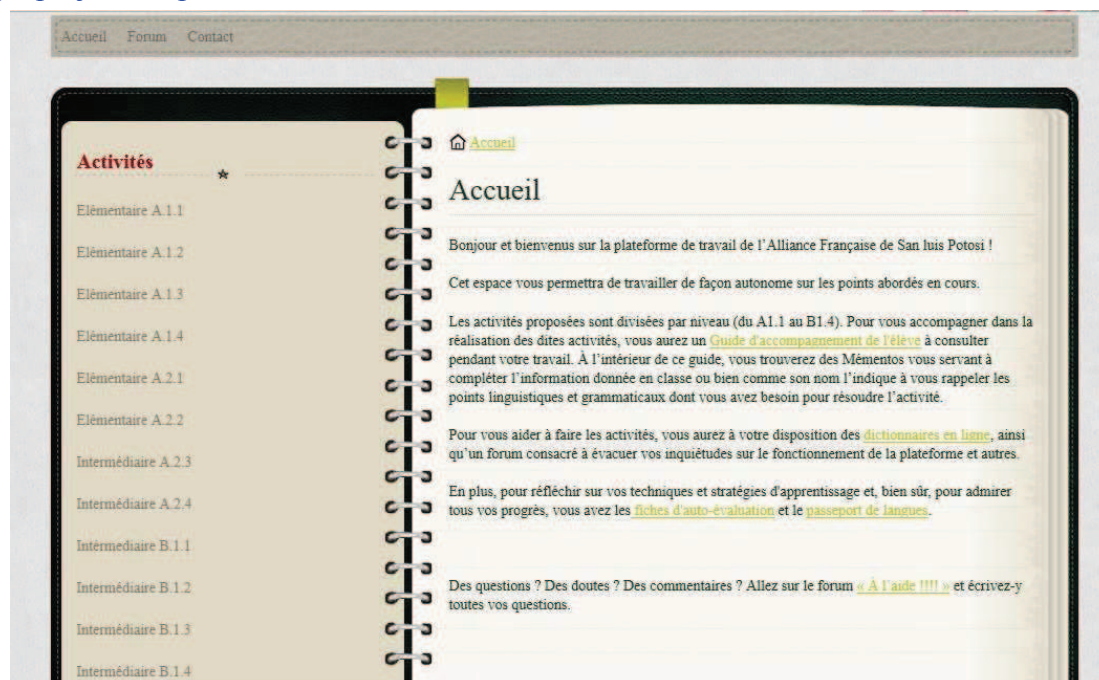 Accueil Forum Contact
Activités
Elémentaire A.1.1
Elémentaire A.1.2
Elémentaire A.1.3
Elémentaire A.1.4
Elémentaire A.2.1
Elémentaire A.2.2
Intermédiaire A.2.3
Intermédiaire A.2.4
Intérmediaire B.1.1
Intermédiaire B.1.2
Intermédiaire B.1.3
Intermédiaire B.1.4
Accueil
Accueil
Bonjour et bienvenus sur la plateforme de travail de l’Alliance Française de San luis Potosi !
Cet espace vous permettra de travailler de façon autonome sur les points abordés en cours.
Les activités proposées sont divisées par niveau (du A1.1 au B1.4). Pour vous accompagner dans la
réalisation des dites activités, vous aurez un Guide d'accompagnement de l'élève à consulter
pendant votre travail. À l’intérieur de ce guide, vous trouverez des Mémentos vous servant à
compléter l’information donnée en classe ou bien comme son nom l’indique à vous rappeler les
points linguistiques et grammaticaux dont vous avez besoin pour résoudre l’activité.
Pour vous aider à faire les activités, vous aurez à votre disposition des dictionnaires en ligne, ainsi
qu’un forum consacré à évacuer vos inquiétudes sur le fonctionnement de la plateforme et autres.
En plus, pour réfléchir sur vos techniques et stratégies d'apprentissage et, bien sûr, pour admirer
tous vos progrès, vous avez les fiches d'auto-évaluation et le passeport de langues.
Des questions ? Des doutes ? Des commentaires ? Allez sur le forum « À l’aide !!!! » et écrivez-y
toutes vos questions.